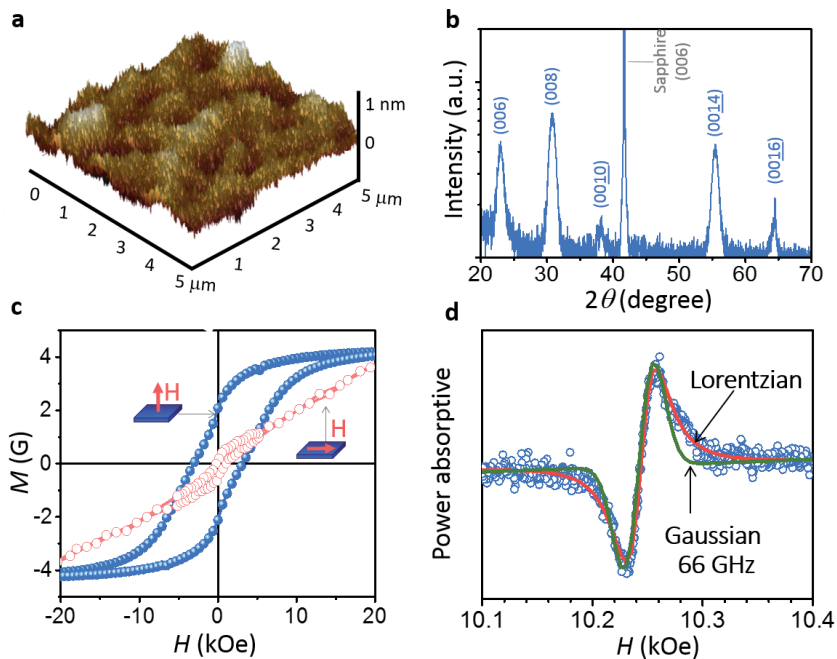 a
1 nm
0
0
1
2
3
4
5 μm
1
2
3
4
5 μm
b
Intensity (a.u.)
(006)
(008)
(0010)
Sapphire
(006)
(0014)
(0016)
20 30 40 50 60 70
2θ (degree)
c
M (G)
4
2
0
-2
-4
H
H
-20 -10 0 10 20
H (kOe)
d
Power absorptive
Lorentzian
Gaussian
66 GHz
10.1 10.2 10.3 10.4
H (kOe)